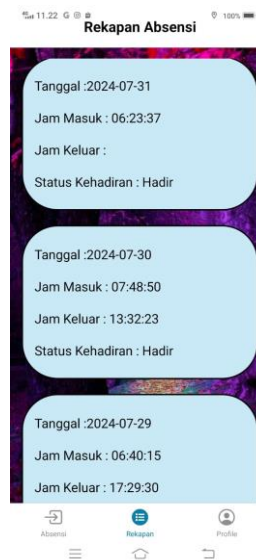 11.22 G
100%
Rekapan Absensi
Tanggal :2024-07-31
Jam Masuk : 06:23:37
Jam Keluar :
Status Kehadiran : Hadir
Tanggal :2024-07-30
Jam Masuk : 07:48:50
Jam Keluar : 13:32:23
Status Kehadiran : Hadir
Tanggal :2024-07-29
Jam Masuk : 06:40:15
Jam Keluar : 17:29:30
Absensi
Rekapan
Profile